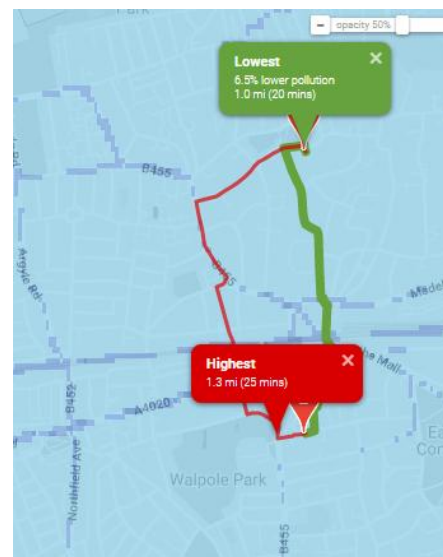 Park
opacity 50%
Lowest
6.5% lower pollution
1.0 mi (20 mins)
B455
Argyle Rd
B455
Highest
1.3 mi (25 mins)
A4020
B452
Northfield Ave
Walpole Park
B455